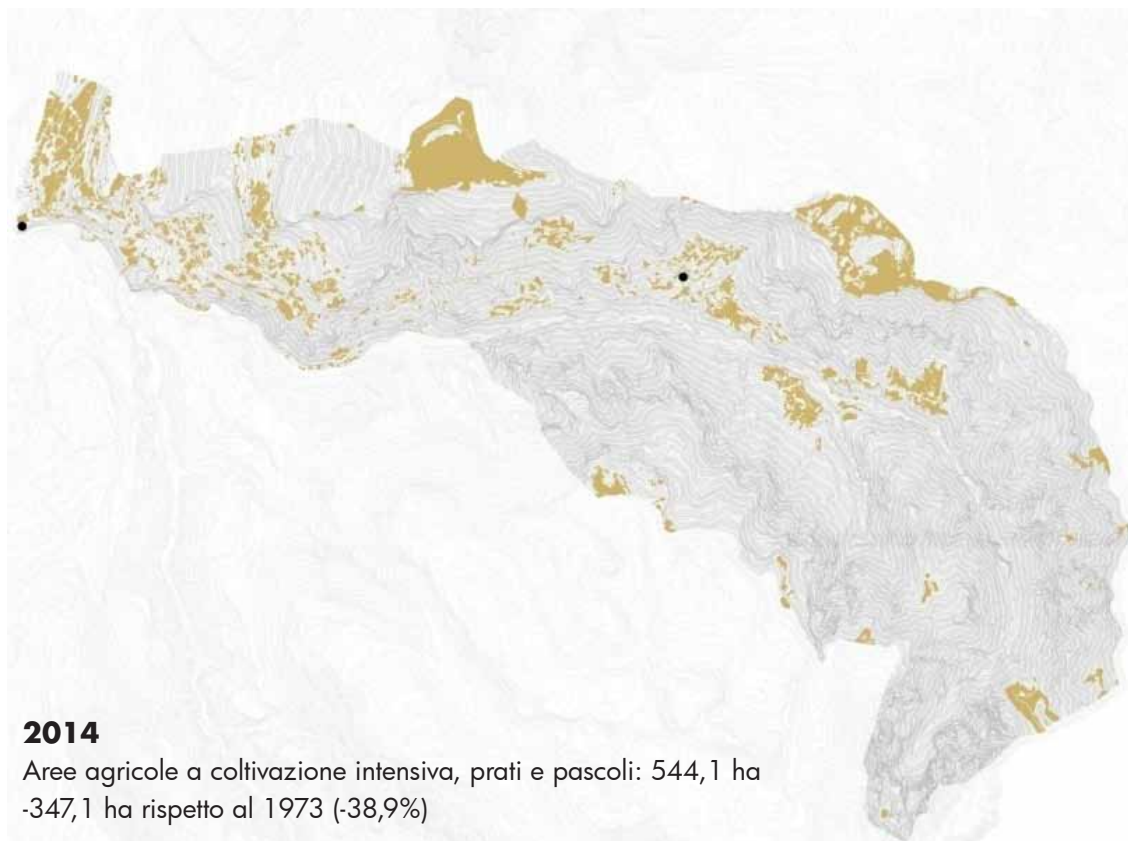 2014
Aree agricole a coltivazione intensiva, prati e pascoli: 544,1 ha
-347,1 ha rispetto al 1973 (-38,9%)